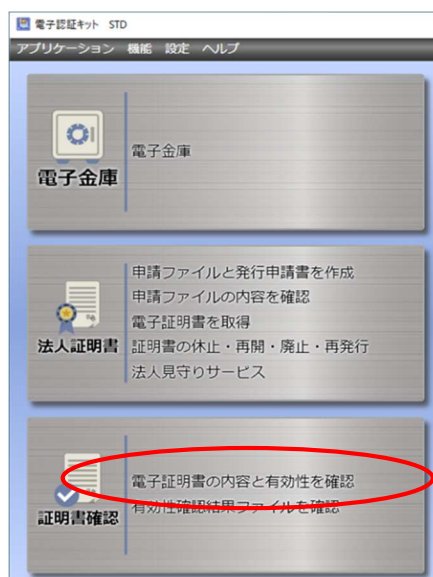 電子認証キット STD
アプリケーション 機能 設定 ヘルプ
電子金庫
電子金庫
申請ファイルと発行申請書を作成
申請ファイルの内容を確認
電子証明書を取得
証明書の休止・再開・廃止・再発行
法人見守りサービス
法人証明書
電子証明書の内容と有効性を確認
有効性確認結果ファイルを確認
証明書確認